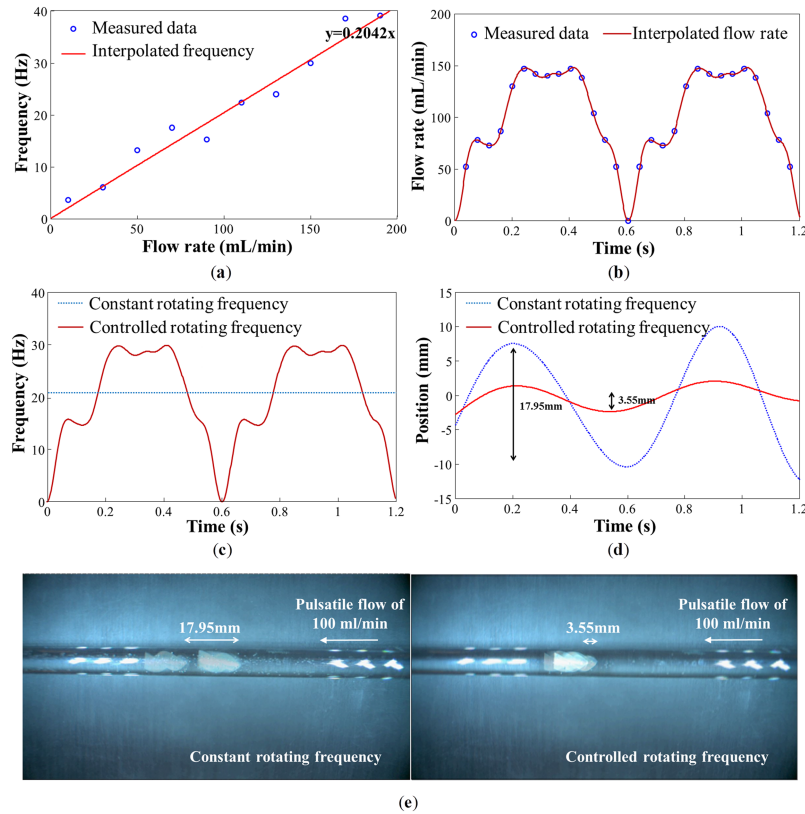 40
30
20
10
0
0
50
100
150
200
Frequency (Hz)
Flow rate (mL/min)
Measured data
Interpolated frequency
y=0.2042x
(a)
200
150
100
50
0
0
0.2
0.4
0.6
0.8
1
1.2
Flow rate (mL/min)
Time (s)
Measured data
Interpolated flow rate
(b)
40
30
20
10
0
0
0.2
0.4
0.6
0.8
1
1.2
Frequency (Hz)
Time (s)
Constant rotating frequency
Controlled rotating frequency
(c)
15
10
5
0
-5
-10
-15
0
0.2
0.4
0.6
0.8
1
1.2
Position (mm)
Time (s)
Constant rotating frequency
Controlled rotating frequency
17.95mm
3.55mm
(d)
17.95mm
Pulsatile flow of
100 ml/min
Constant rotating frequency
3.55mm
Pulsatile flow of
100 ml/min
Controlled rotating frequency
(e)